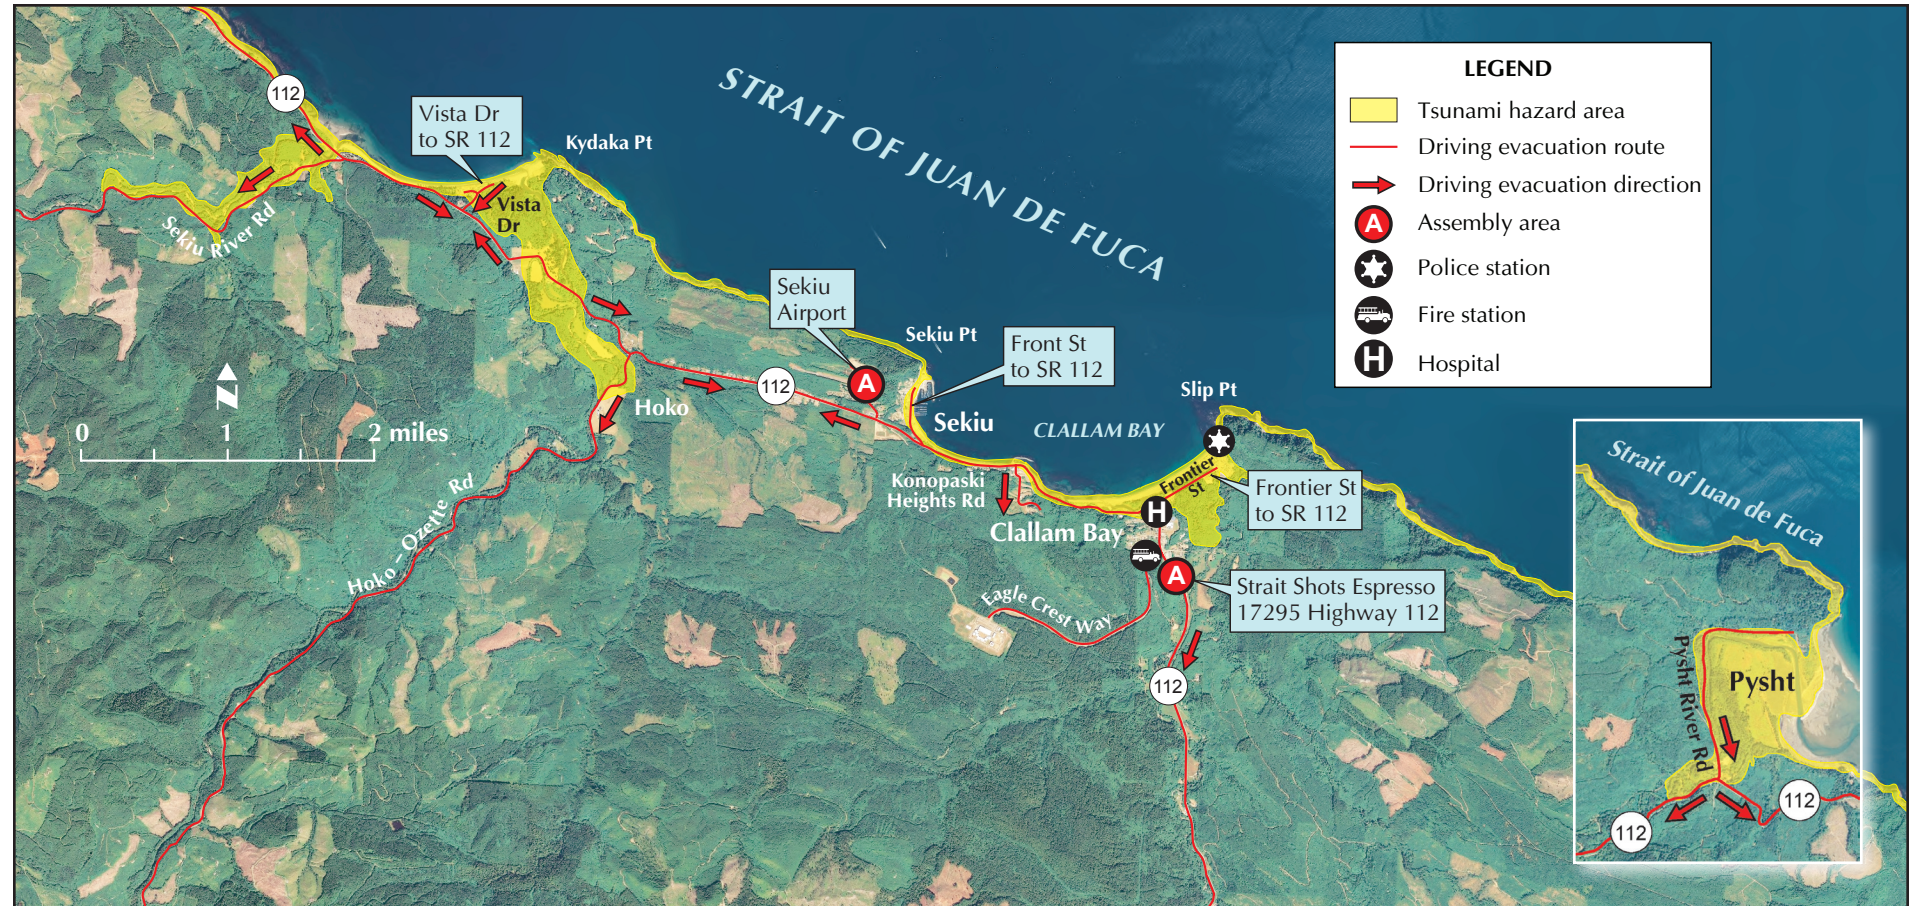 112
Vista Dr
to SR 112
Kydaka Pt
STRAIT OF JUAN DE FUCA
Vista
Dr
Sekiu River Rd
Sekiu
Airport
Sekiu Pt
Front St
to SR 112
A
112
Hoko
Sekiu
CLALLAM BAY
Slip Pt
N
0 1 2 miles
Konopaski
Heights Rd
Frontier
St
Frontier St
to SR 112
H
Clallam Bay
A
Strait Shots Espresso
17295 Highway 112
Eagle Crest Way
Hoko – Ozette Rd
112
LEGEND
Tsunami hazard area
Driving evacuation route
Driving evacuation direction
A Assembly area
Police station
Fire station
H Hospital
Strait of Juan de Fuca
Pysht River Rd
Pysht
112
112